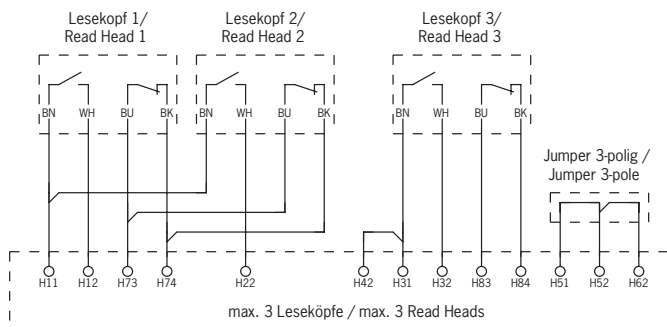 Lesekopf 1/
Read Head 1
Lesekopf 2/
Read Head 2
Lesekopf 3/
Read Head 3
BN WH BU BK BN WH BU BK BN WH BU BK
Jumper 3-polig /
Jumper 3-pole
H11 H12 H73 H74 H22 H42 H31 H32 H83 H84 H51 H52 H62
max. 3 Leseköpfe / max. 3 Read Heads